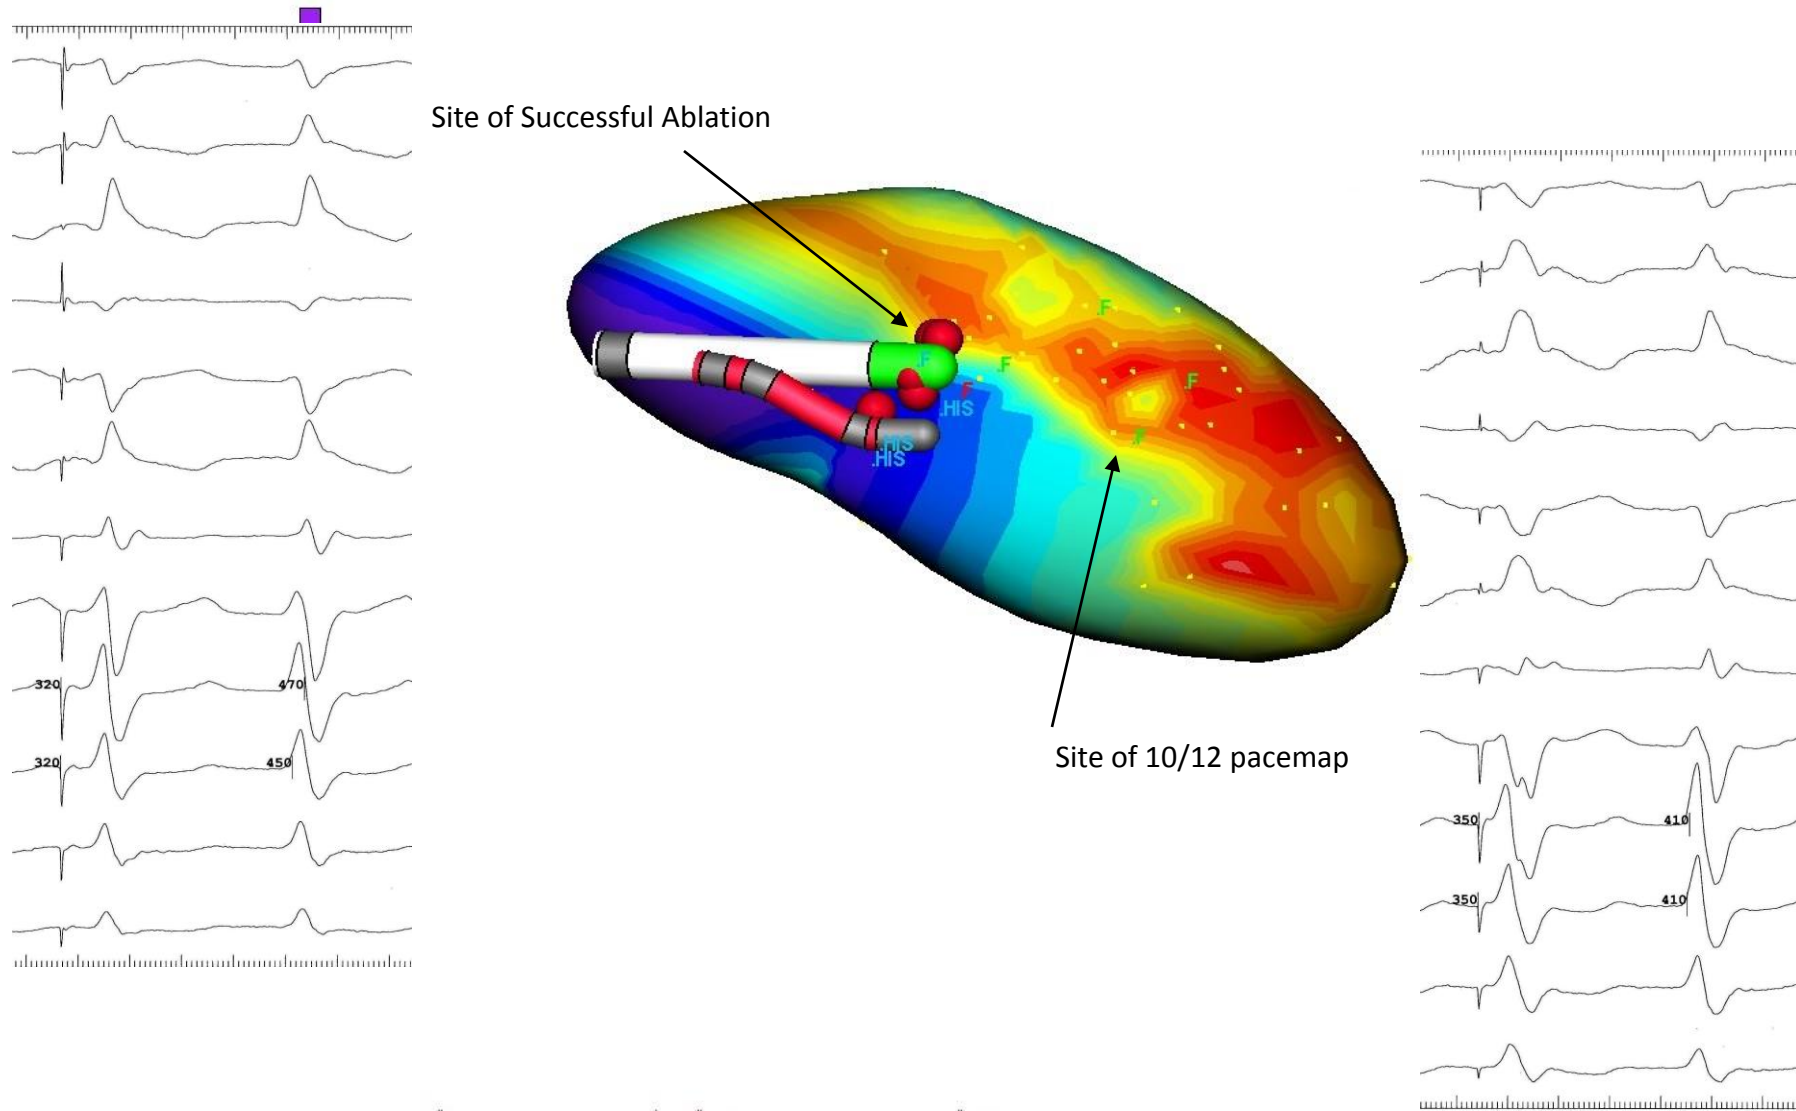 Site of Successful Ablation
.F
.F
.F
.F
F
.HIS
.F
.HIS
.HIS
320
470
320
450
Site of 10/12 pacemap
350
410
350
410